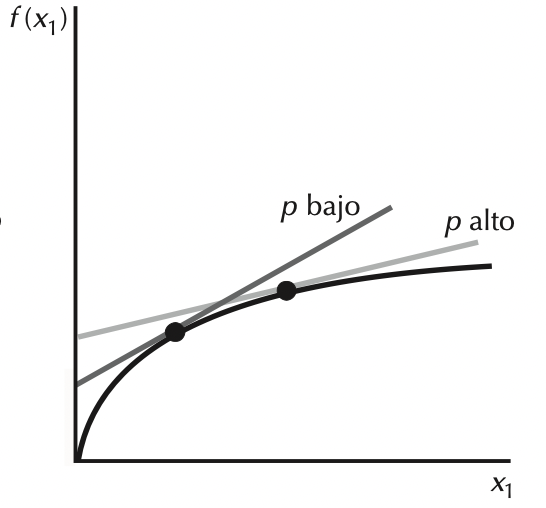 f(x₁)
p bajo
p alto
x₁